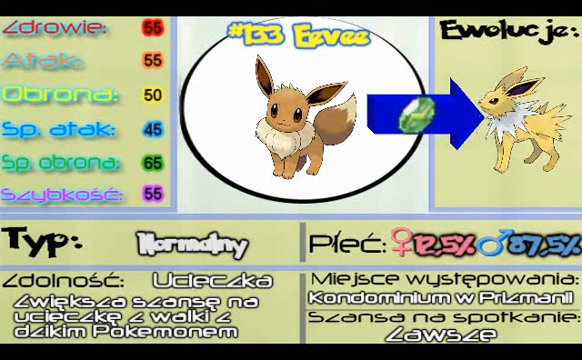 Zdrowie: 55
Atak: 55
Obrona: 50
Sp. atak: 45
Sp. obrona: 65
Szybkość: 55
#133 Eevee
Ewolucje:
Typ: Normalny
Płeć: ♀12,5% ♂87,5%
Zdolność: Ucieczka
Zwiększa szansę na
ucieczkę z walki z
dzikim Pokemonem
Miejsce występowania:
Kondominium w Prizmanii
Szansa na spotkanie:
Zawsze